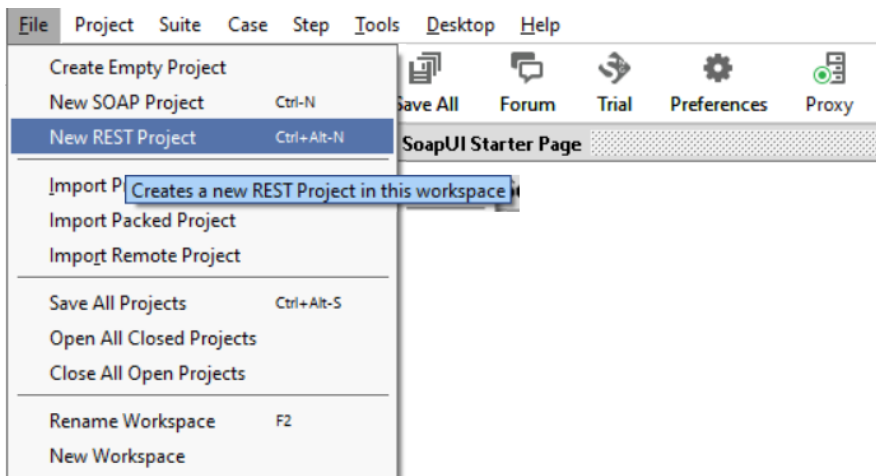 File Project Suite Case Step Tools Desktop Help
Create Empty Project
New SOAP Project Ctrl-N
Save All Forum Trial Preferences Proxy
New REST Project Ctrl+Alt-N
SoapUI Starter Page
Creates a new REST Project in this workspace
Import Packed Project
Import Remote Project
Save All Projects Ctrl+Alt-S
Open All Closed Projects
Close All Open Projects
Rename Workspace F2
New Workspace